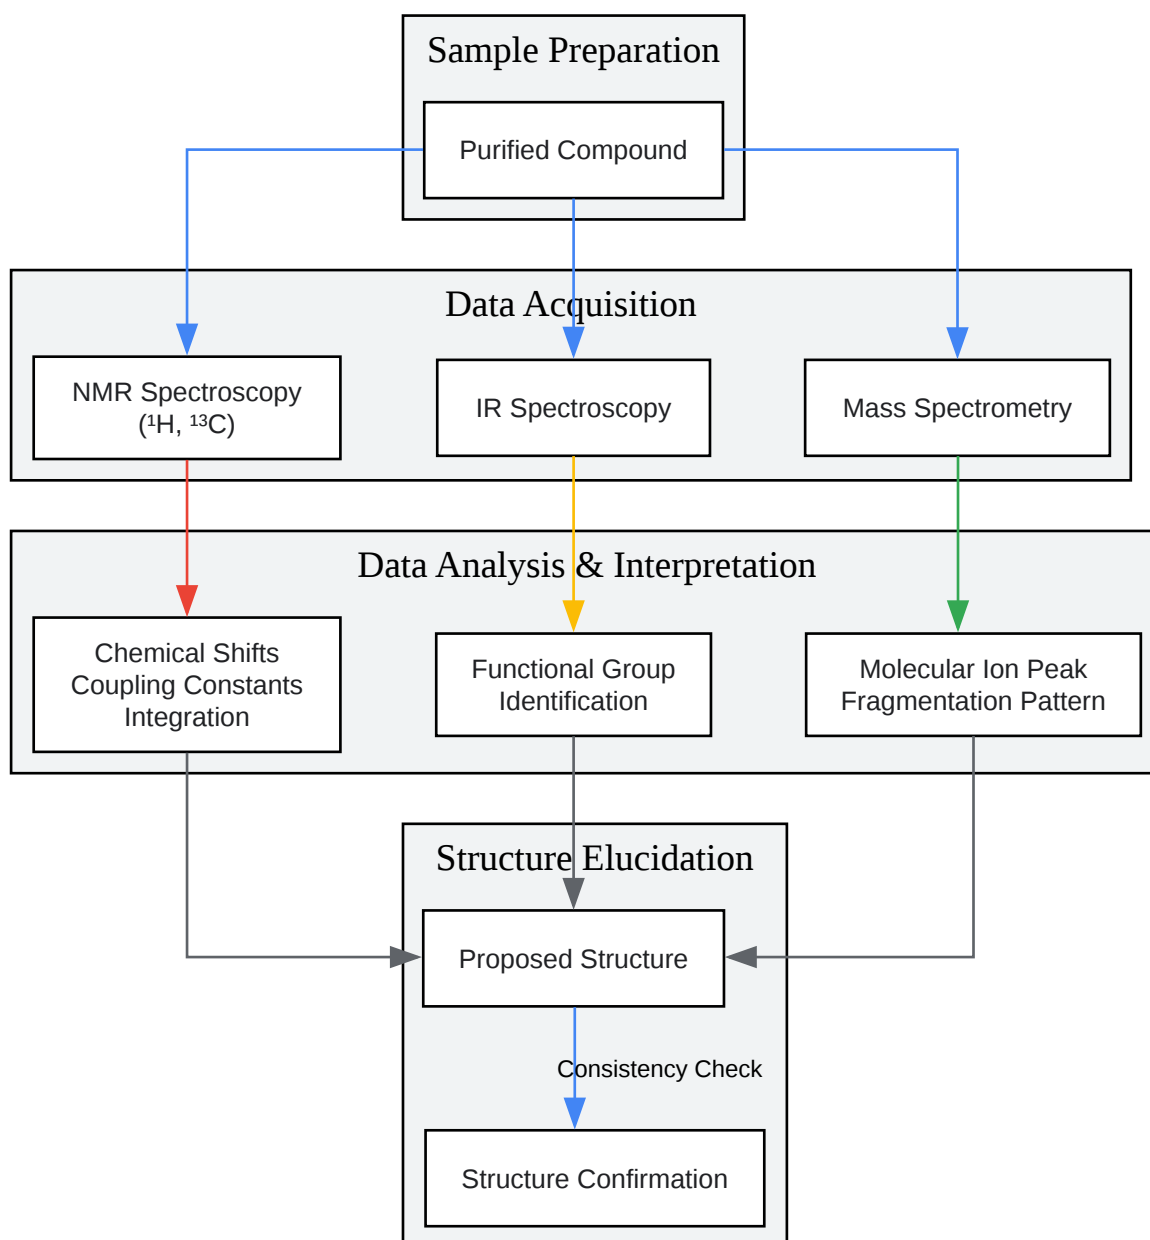 Sample Preparation
Purified Compound
Data Acquisition
NMR Spectroscopy
(¹H, ¹³C)
IR Spectroscopy
Mass Spectrometry
Data Analysis & Interpretation
Chemical Shifts
Coupling Constants
Integration
Functional Group
Identification
Molecular Ion Peak
Fragmentation Pattern
Structure Elucidation
Proposed Structure
Consistency Check
Structure Confirmation